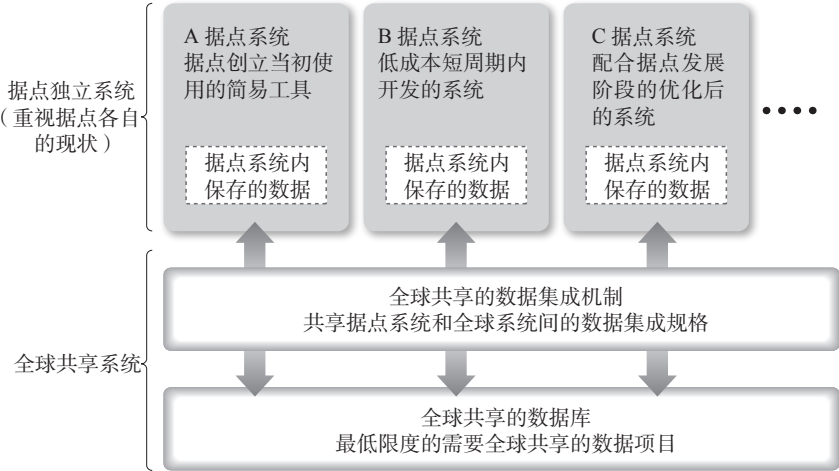 据点独立系统
（重视据点各自
的现状）
A 据点系统
据点创立当初使
用的简易工具
据点系统内
保存的数据
B 据点系统
低成本短周期内
开发的系统
据点系统内
保存的数据
C 据点系统
配合据点发展
阶段的优化后
的系统
据点系统内
保存的数据
••••
全球共享系统
全球共享的数据集成机制
共享据点系统和全球系统间的数据集成规格
全球共享的数据库
最低限度的需要全球共享的数据项目